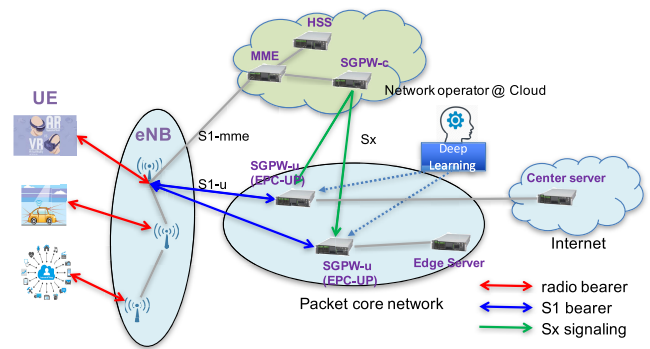 HSS
MME
SGPW-c
Network operator @ Cloud
UE
AR
VR
eNB
S1-mme
Sx
Deep
Learning
SGPW-u
(EPC-UP)
S1-u
Center server
Internet
SGPW-u
(EPC-UP)
Edge Server
Packet core network
radio bearer
S1 bearer
Sx signaling